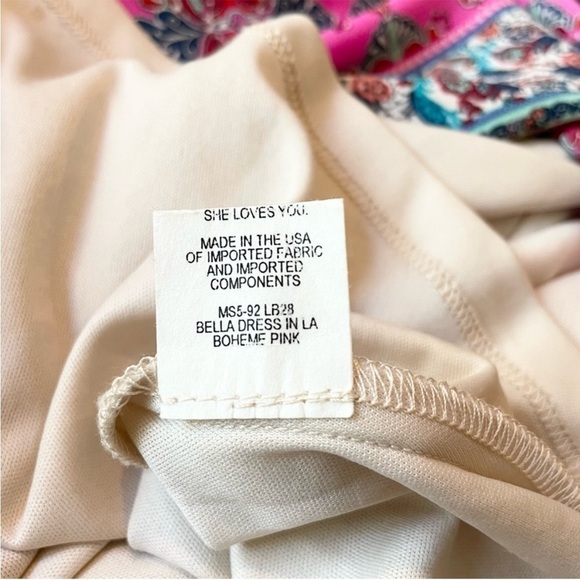 SHE LOVES YOU.
MADE IN THE USA
OF IMPORTED FABRIC
AND IMPORTED
COMPONENTS
MS5-92 LB28
BELLA DRESS IN LA
BOHEME PINK